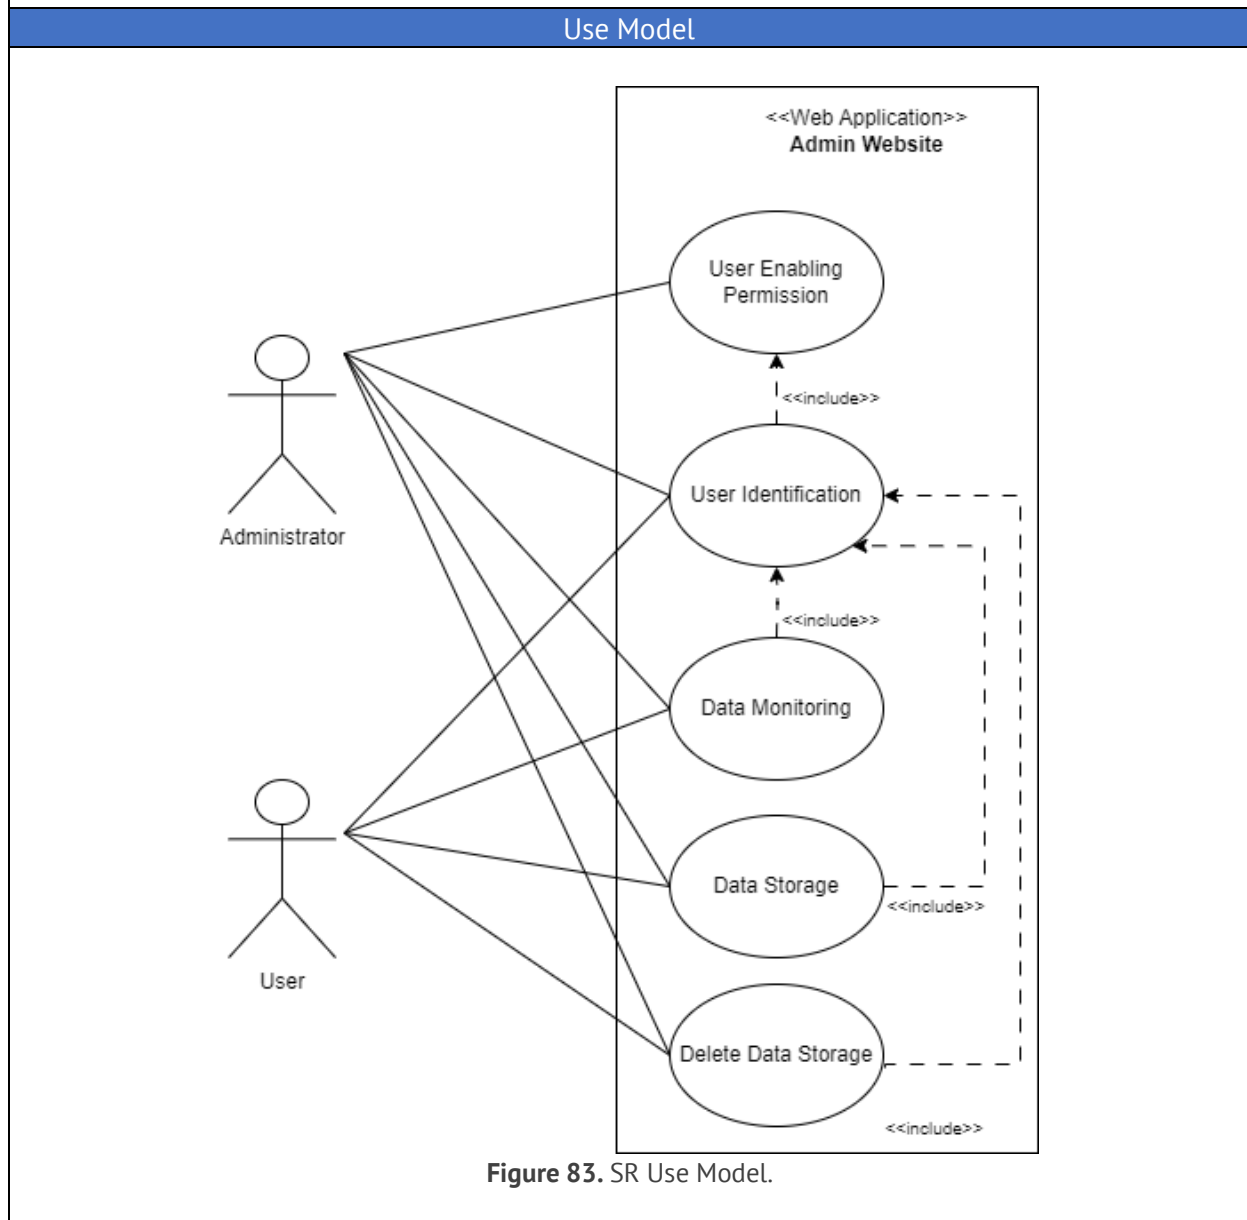 Use Model
<<Web Application>>
Admin Website
User Enabling
Permission
<<include>>
User Identification
Administrator
<<include>>
Data Monitoring
Data Storage
<<include>>
User
Delete Data Storage
<<include>>
Figure 83. SR Use Model.